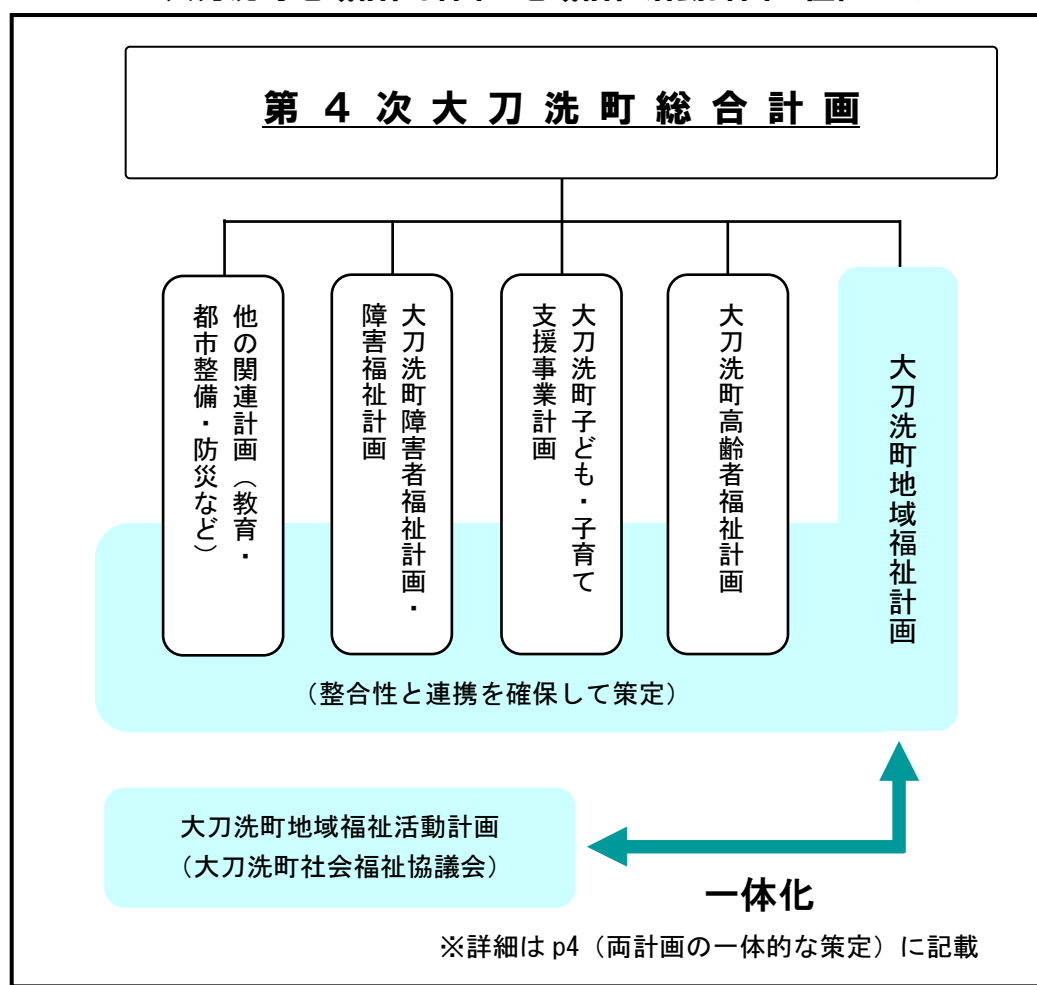 第４次大刀洗町総合計画
他の関連計画（教育・
都市整備・防災など）
大刀洗町障害者福祉計画・
障害福祉計画
大刀洗町子ども・子育て
支援事業計画
大刀洗町高齢者福祉計画
大刀洗町地域福祉計画
（整合性と連携を確保して策定）
大刀洗町地域福祉活動計画
（大刀洗町社会福祉協議会）
一体化
※詳細は p4（両計画の一体的な策定）に記載